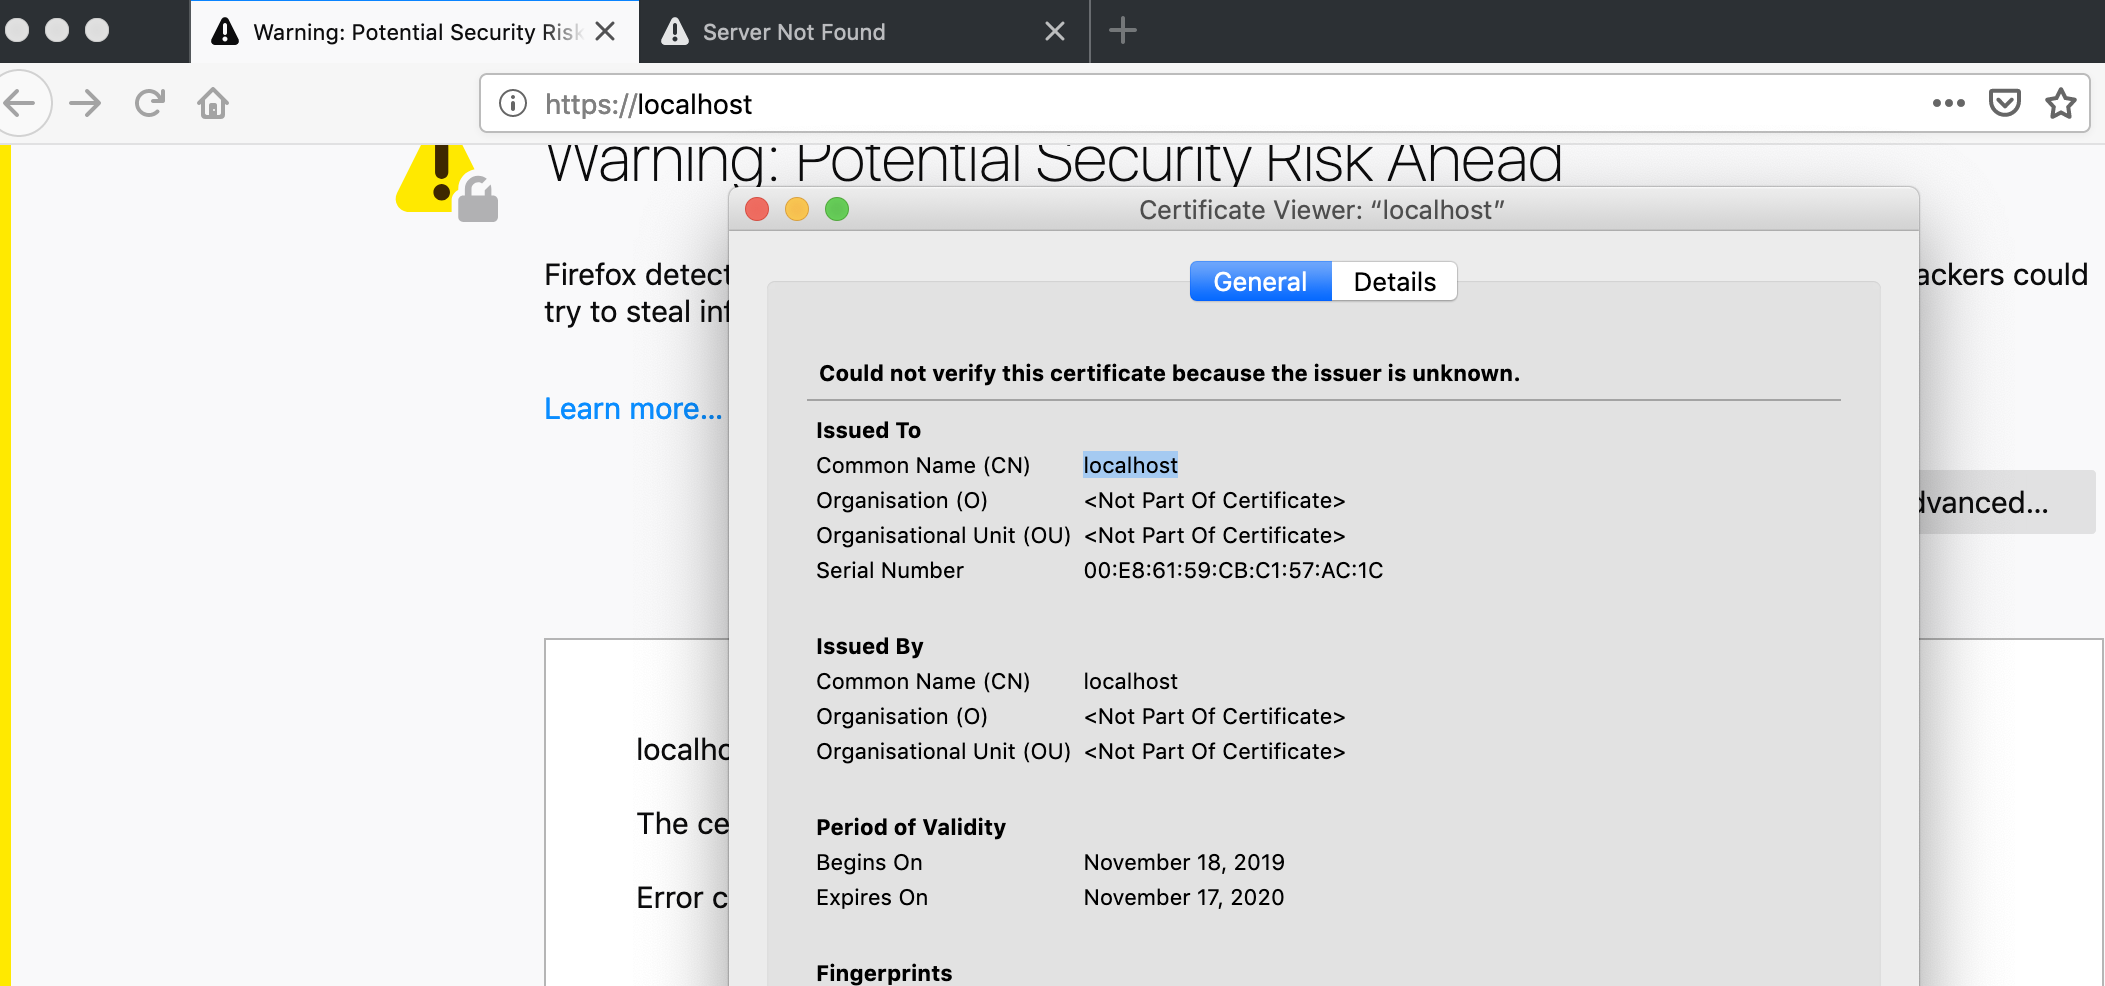 Warning: Potential Security Risk
Server Not Found
https://localhost
Warning: Potential Security Risk Ahead
Certificate Viewer: “localhost”
General Details
Firefox
ackers could
try to steal
Learn more...
Could not verify this certificate because the issuer is unknown.
Issued To
Common Name (CN) localhost
Organisation (O) <Not Part Of Certificate>
Organisational Unit (OU) <Not Part Of Certificate>
Serial Number 00:E8:61:59:CB:C1:57:AC:1C
dvanced...
Issued By
Common Name (CN) localhost
Organisation (O) <Not Part Of Certificate>
Organisational Unit (OU) <Not Part Of Certificate>
The ce
Error c
Period of Validity
Begins On November 18, 2019
Expires On November 17, 2020
Fingerprints